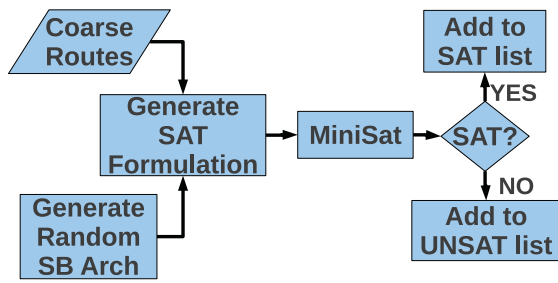 Coarse
Routes
Generate
SAT
Formulation
Generate
Random
SB Arch
MiniSat
SAT?
YES
Add to
SAT list
NO
Add to
UNSAT list